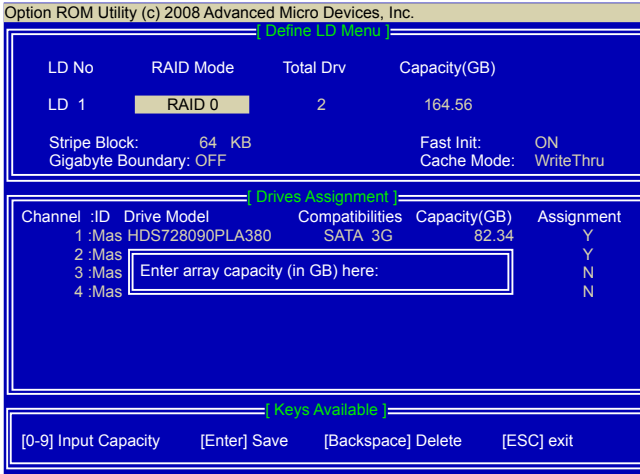 Option ROM Utility (c) 2008 Advanced Micro Devices, Inc.
[ Define LD Menu ]
LD No RAID Mode Total Drv Capacity(GB)
LD 1 RAID 0 2 164.56
Stripe Block: 64 KB Fast Init: ON
Gigabyte Boundary: OFF Cache Mode: WriteThru
[ Drives Assignment ]
Channel :ID Drive Model Compatibilities Capacity(GB) Assignment
1 :Mas HDS728090PLA380 SATA 3G 82.34 Y
2 :Mas Y
3 :Mas N
4 :Mas N
Enter array capacity (in GB) here:
[ Keys Available ]
[0-9] Input Capacity [Enter] Save [Backspace] Delete [ESC] exit